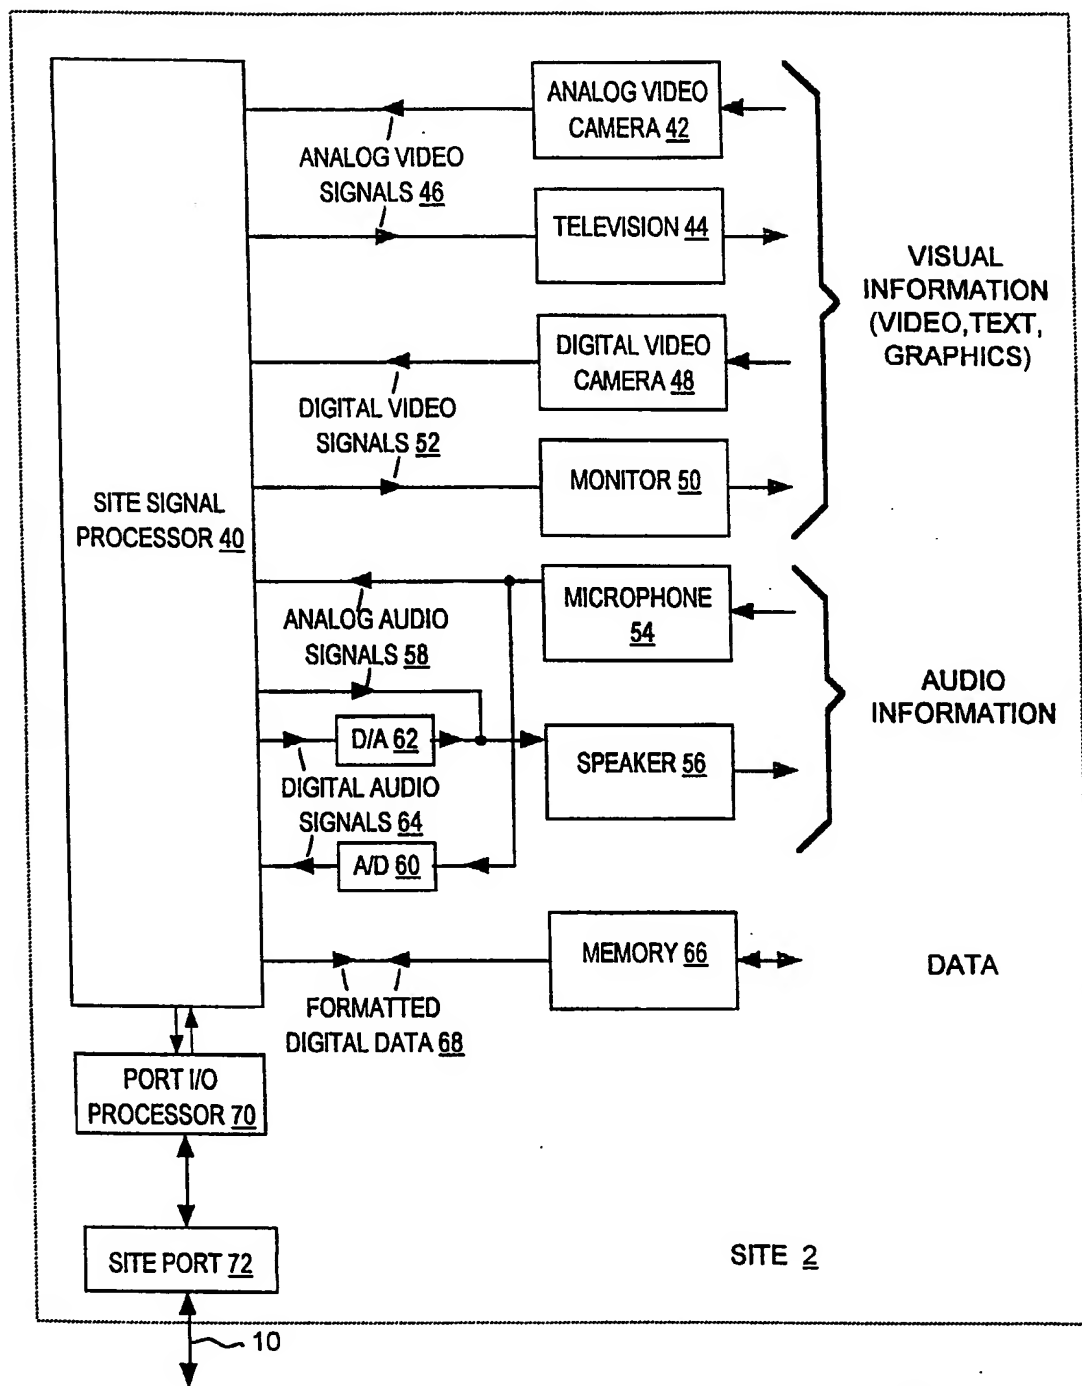 ANALOG VIDEO
CAMERA 42
ANALOG VIDEO
SIGNALS 46
TELEVISION 44
VISUAL
INFORMATION
(VIDEO,TEXT,
GRAPHICS)
DIGITAL VIDEO
CAMERA 48
DIGITAL VIDEO
SIGNALS 52
MONITOR 50
SITE SIGNAL
PROCESSOR 40
MICROPHONE
54
ANALOG AUDIO
SIGNALS 58
AUDIO
INFORMATION
D/A 62
SPEAKER 56
DIGITAL AUDIO
SIGNALS 64
A/D 60
MEMORY 66
DATA
FORMATTED
DIGITAL DATA 68
PORT I/O
PROCESSOR 70
SITE PORT 72
SITE 2
10